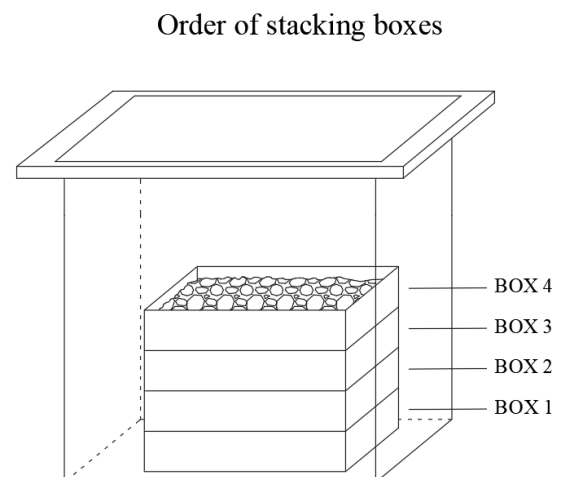 Order of stacking boxes
BOX 4
BOX 3
BOX 2
BOX 1